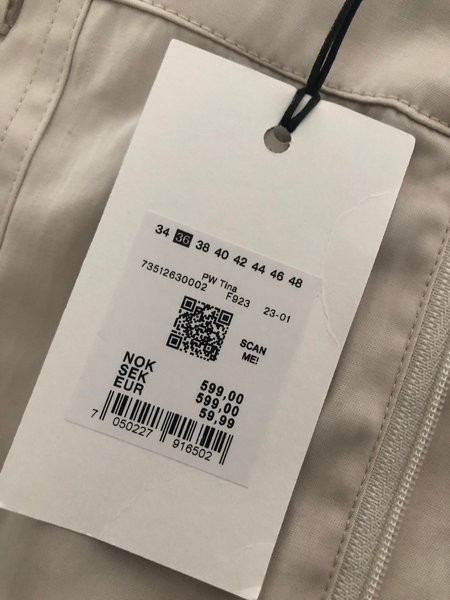 34 36 38 40 42 44 46 48
PW Tina
73512630002 F923 23-01
SCAN
ME!
NOK 599,00
SEK 599,00
EUR 59,99
7 050227 916502